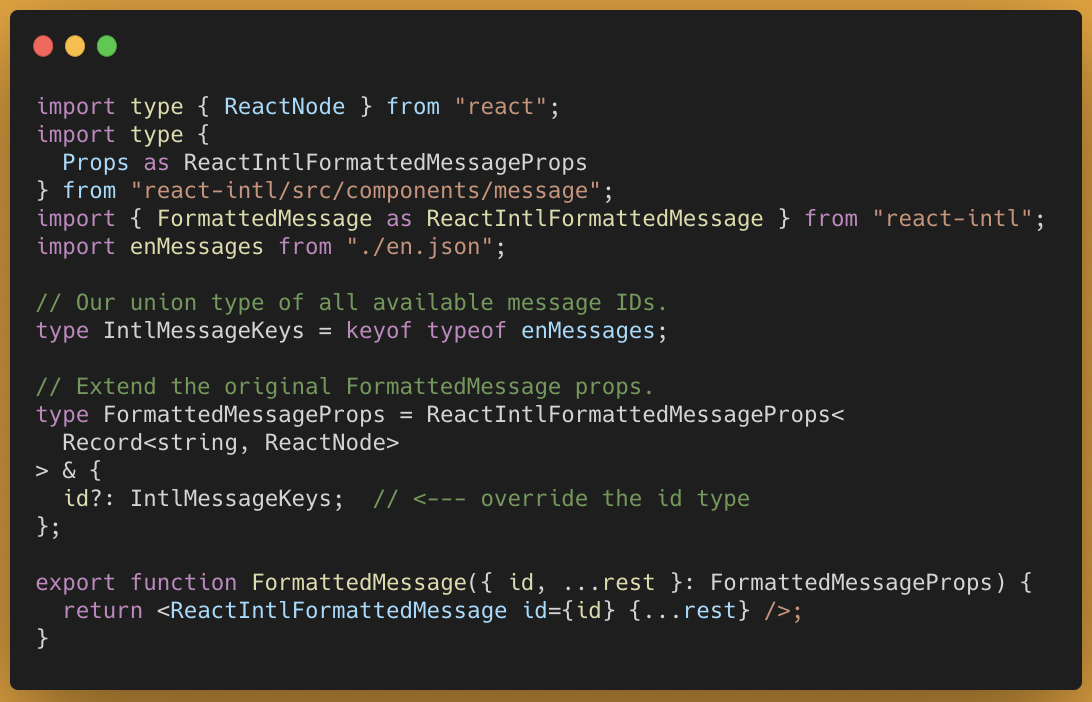 import type { ReactNode } from "react";
import type {
  Props as ReactIntlFormattedMessageProps
} from "react-intl/src/components/message";
import { FormattedMessage as ReactIntlFormattedMessage } from "react-intl";
import enMessages from "./en.json";

// Our union type of all available message IDs.
type IntlMessageKeys = keyof typeof enMessages;

// Extend the original FormattedMessage props.
type FormattedMessageProps = ReactIntlFormattedMessageProps<
  Record<string, ReactNode>
> & {
  id?: IntlMessageKeys;  // <--- override the id type
};

export function FormattedMessage({ id, ...rest }: FormattedMessageProps) {
  return <ReactIntlFormattedMessage id={id} {...rest} />;
}